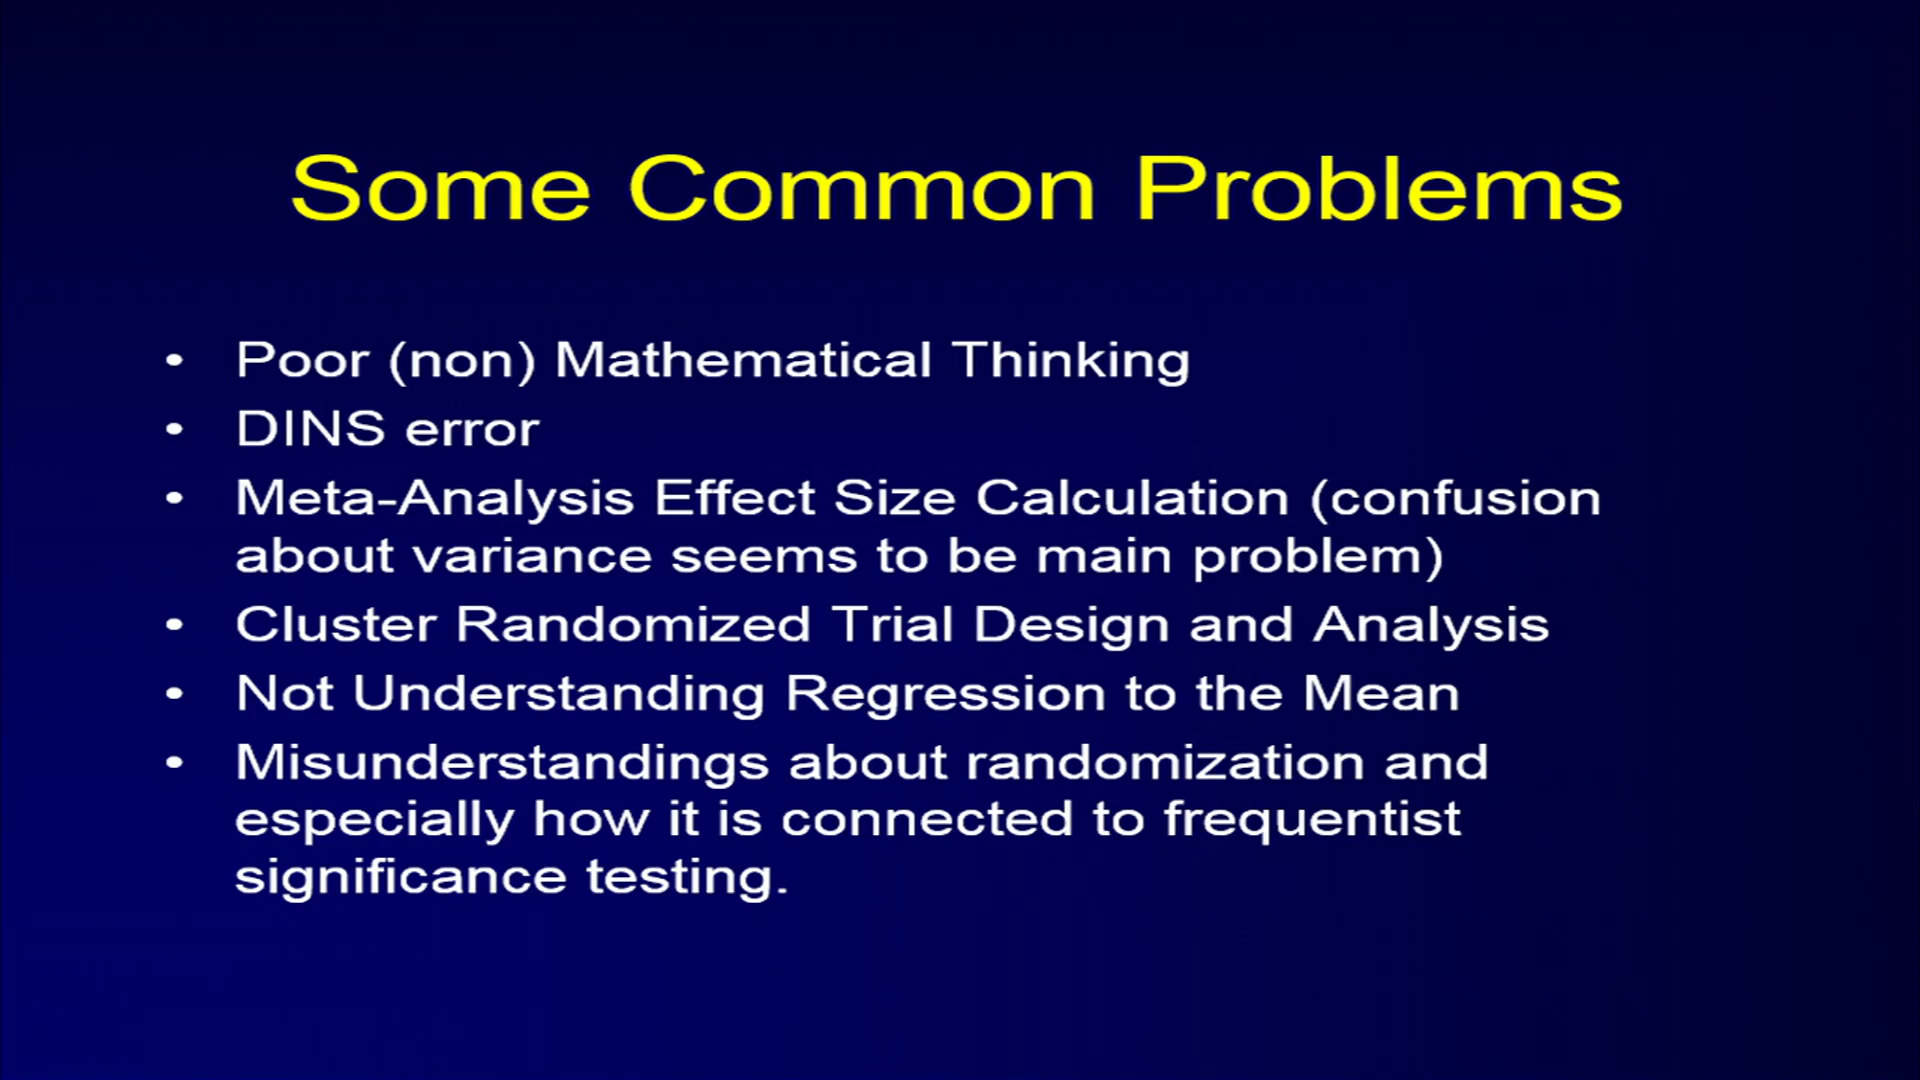 Some Common Problems
• Poor (non) Mathematical Thinking
• DINS error
• Meta-Analysis Effect Size Calculation (confusion
about variance seems to be main problem)
• Cluster Randomized Trial Design and Analysis
• Not Understanding Regression to the Mean
• Misunderstandings about randomization and
especially how it is connected to frequentist
significance testing.